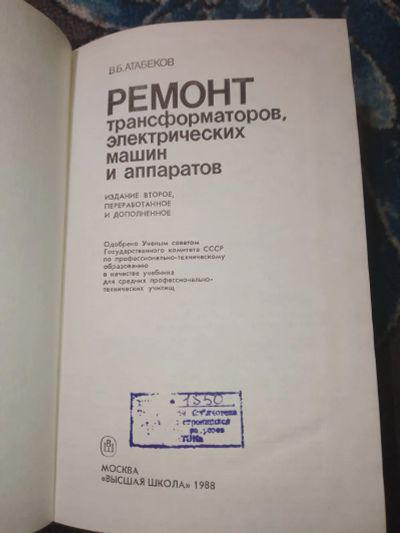 В.Б. АТАБЕКОВ
РЕМОНТ
трансформаторов,
электрических
машин
и аппаратов
ИЗДАНИЕ ВТОРОЕ,
ПЕРЕРАБОТАННОЕ
И ДОПОЛНЕННОЕ
Одобрено Ученым советом
Государственного комитета СССР
по профессионально-техническому
образованию
в качестве учебника
для средних профессионально-
технических училищ
1550
МОСКВА
«ВЫСШАЯ ШКОЛА» 1988